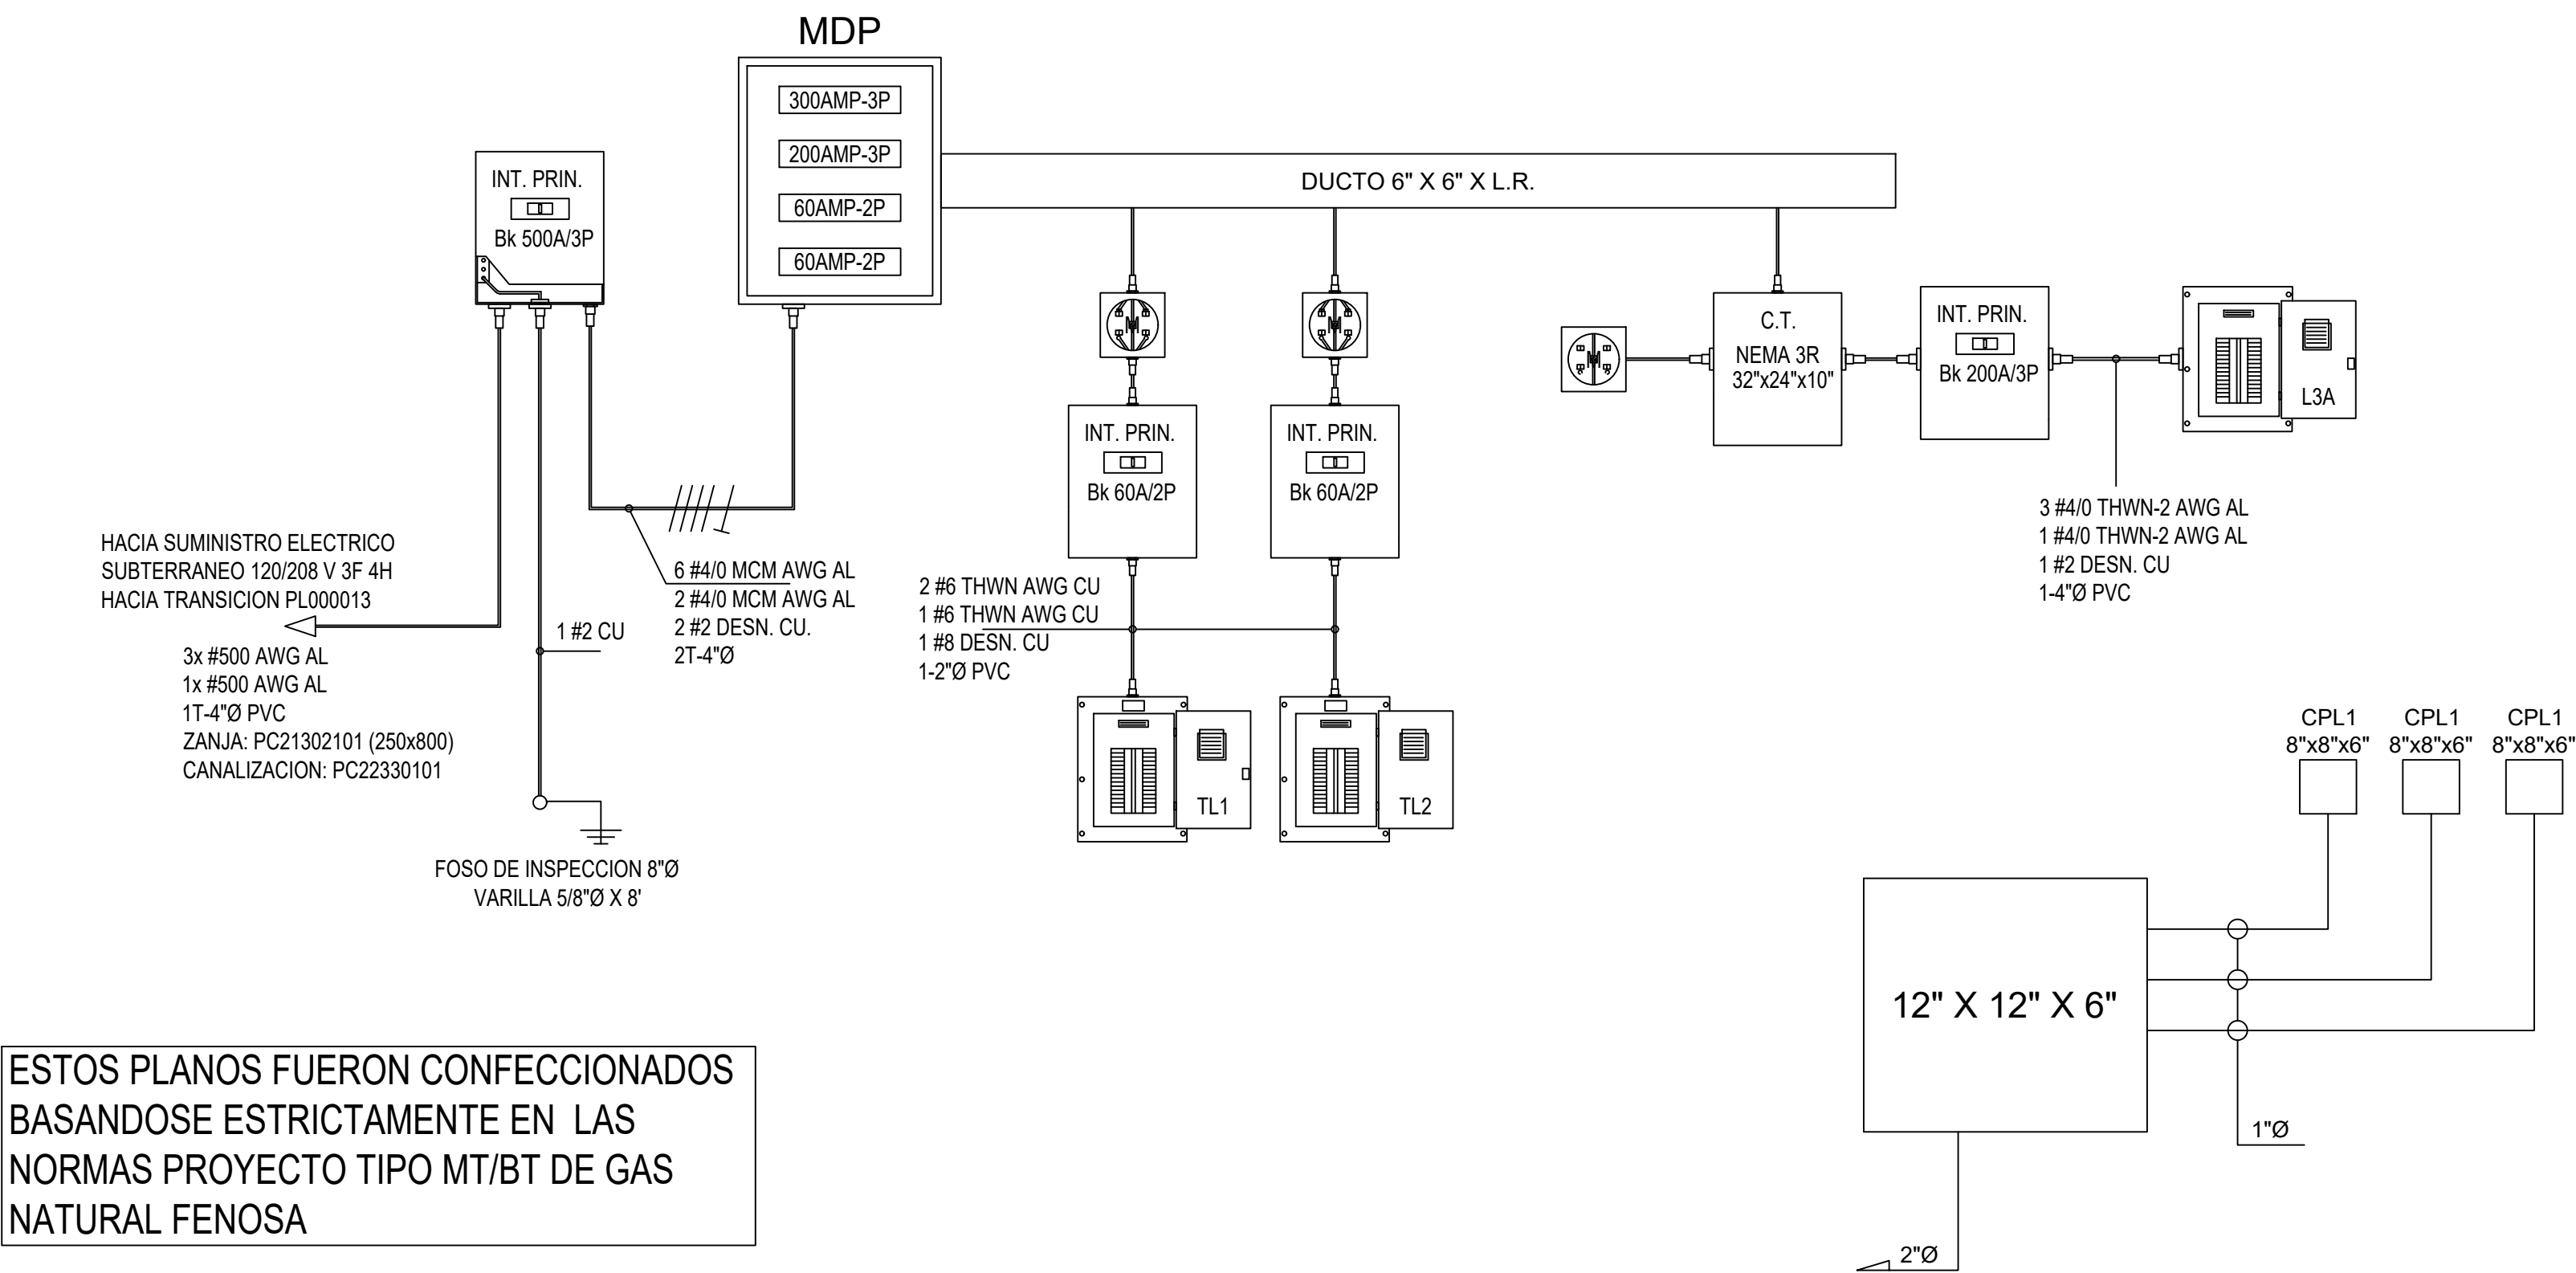 MDP
300AMP-3P
200AMP-3P
60AMP-2P
60AMP-2P
INT. PRIN.
Bk 500A/3P
DUCTO 6" X 6" X L.R.
M
M
INT. PRIN.
Bk 60A/2P
INT. PRIN.
Bk 60A/2P
M
C.T.
NEMA 3R
32"x24"x10"
INT. PRIN.
Bk 200A/3P
L3A
3 #4/0 THWN-2 AWG AL
1 #4/0 THWN-2 AWG AL
1 #2 DESN. CU
1-4"Ø PVC
HACIA SUMINISTRO ELECTRICO
SUBTERRANEO 120/208 V 3F 4H
HACIA TRANSICION PL000013
3x #500 AWG AL
1x #500 AWG AL
1T-4"Ø PVC
ZANJA: PC21302101 (250x800)
CANALIZACION: PC22330101
1 #2 CU
6 #4/0 MCM AWG AL
2 #4/0 MCM AWG AL
2 #2 DESN. CU.
2T-4"Ø
2 #6 THWN AWG CU
1 #6 THWN AWG CU
1 #8 DESN. CU
1-2"Ø PVC
TL1
TL2
FOSO DE INSPECCION 8"Ø
VARILLA 5/8"Ø X 8'
CPL1
8"x8"x6"
CPL1
8"x8"x6"
CPL1
8"x8"x6"
12" X 12" X 6"
1"Ø
2"Ø
ESTOS PLANOS FUERON CONFECCIONADOS
BASANDOSE ESTRICTAMENTE EN LAS
NORMAS PROYECTO TIPO MT/BT DE GAS
NATURAL FENOSA